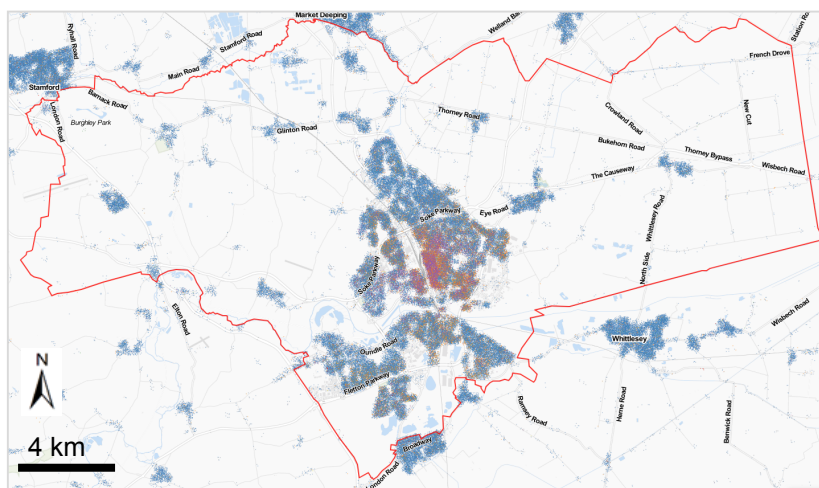 Market Deeping
Welland Ba
Station Ro
Ryhall Road
Stamford Road
Main Road
French Drove
Stamford
Barnack Road
London Road
Burghley Park
Glinton Road
Thorney Road
Crowland Road
New Cut
Bukehorn Road
Thorney Bypass
Wisbech Road
The Causeway
Soke Parkway
Eye Road
Whittlesey Road
Soke Parkway
North Side
Elton Road
Wisbech Road
Whittlesey
Oundle Road
Fletton Parkway
N
Ramsey Road
Herne Road
Benwick Road
Broadway
London Road
4 km